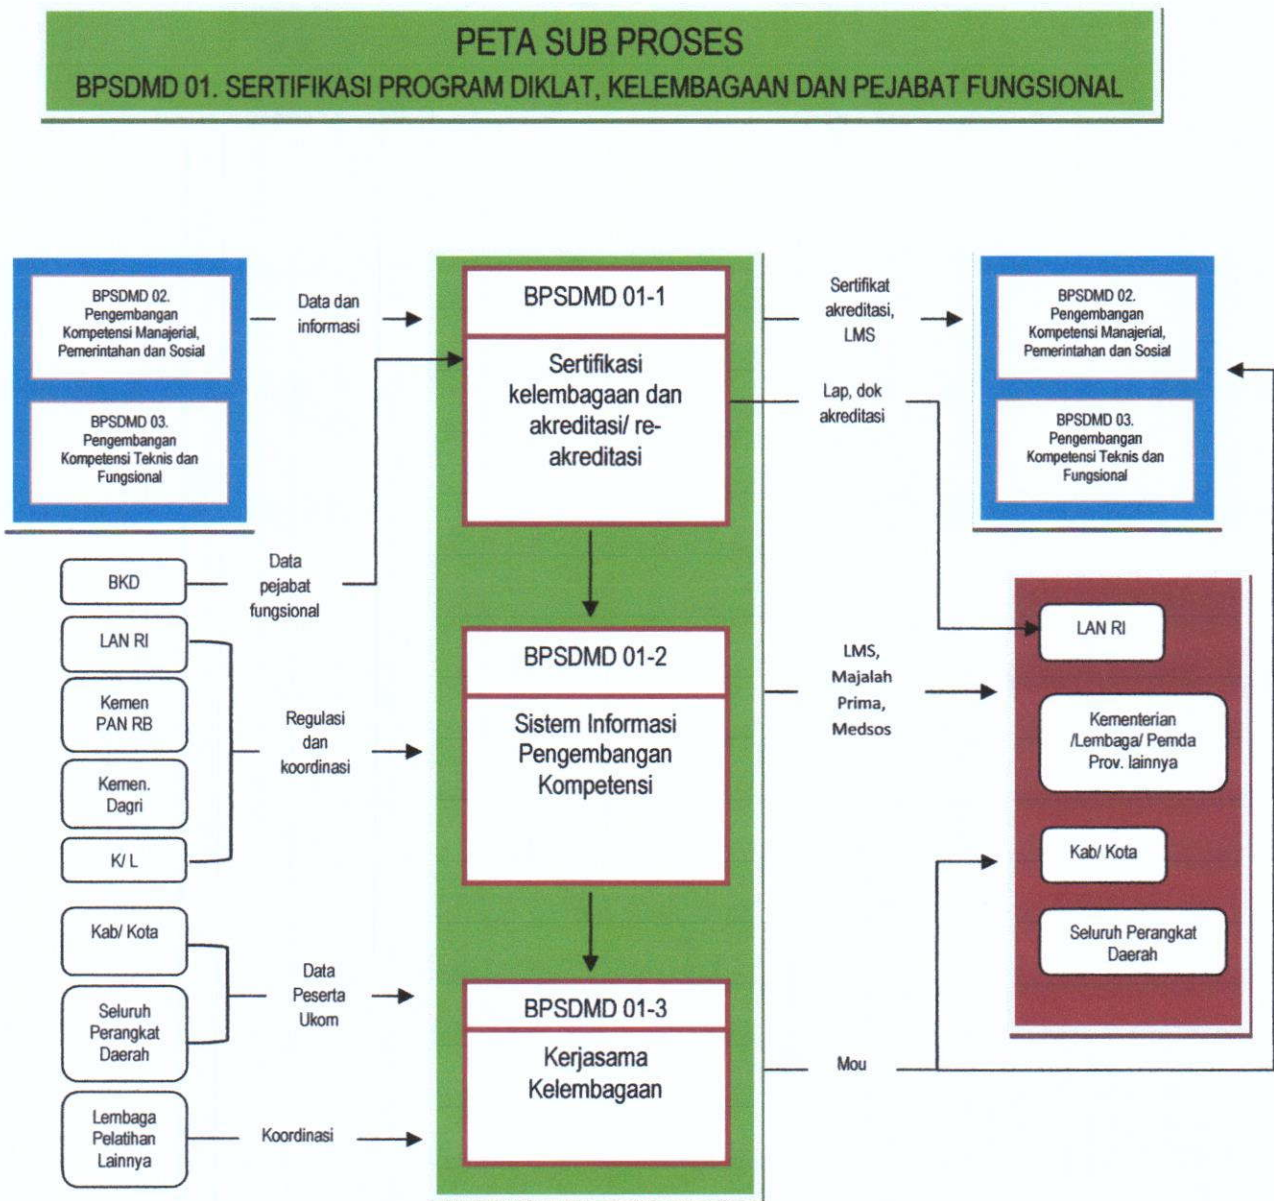 PETA SUB PROSES
BPSDMD 01. SERTIFIKASI PROGRAM DIKLAT, KELEMBAGAAN DAN PEJABAT FUNGSIONAL
BPSDMD 02.
Pengembangan
Kompetensi Manajerial,
Pemerintahan dan Sosial
BPSDMD 03.
Pengembangan
Kompetensi Teknis dan
Fungsional
Data dan
informasi
BKD
Data
pejabat
fungsional
LAN RI
Kemen
PAN RB
Kemen.
Dagri
K/ L
Regulasi
dan
koordinasi
Kab/ Kota
Seluruh
Perangkat
Daerah
Data
Peserta
Ukom
Lembaga
Pelatihan
Lainnya
Koordinasi
BPSDMD 01-1
Sertifikasi
kelembagaan dan
akreditasi/ re-
akreditasi
BPSDMD 01-2
Sistem Informasi
Pengembangan
Kompetensi
BPSDMD 01-3
Kerjasama
Kelembagaan
Sertifikat
akreditasi,
LMS
Lap, dok
akreditasi
LMS,
Majalah
Prima,
Medsos
Mou
BPSDMD 02.
Pengembangan
Kompetensi Manajerial,
Pemerintahan dan Sosial
BPSDMD 03.
Pengembangan
Kompetensi Teknis dan
Fungsional
LAN RI
Kementerian
/Lembaga/ Pemda
Prov. lainnya
Kab/ Kota
Seluruh Perangkat
Daerah